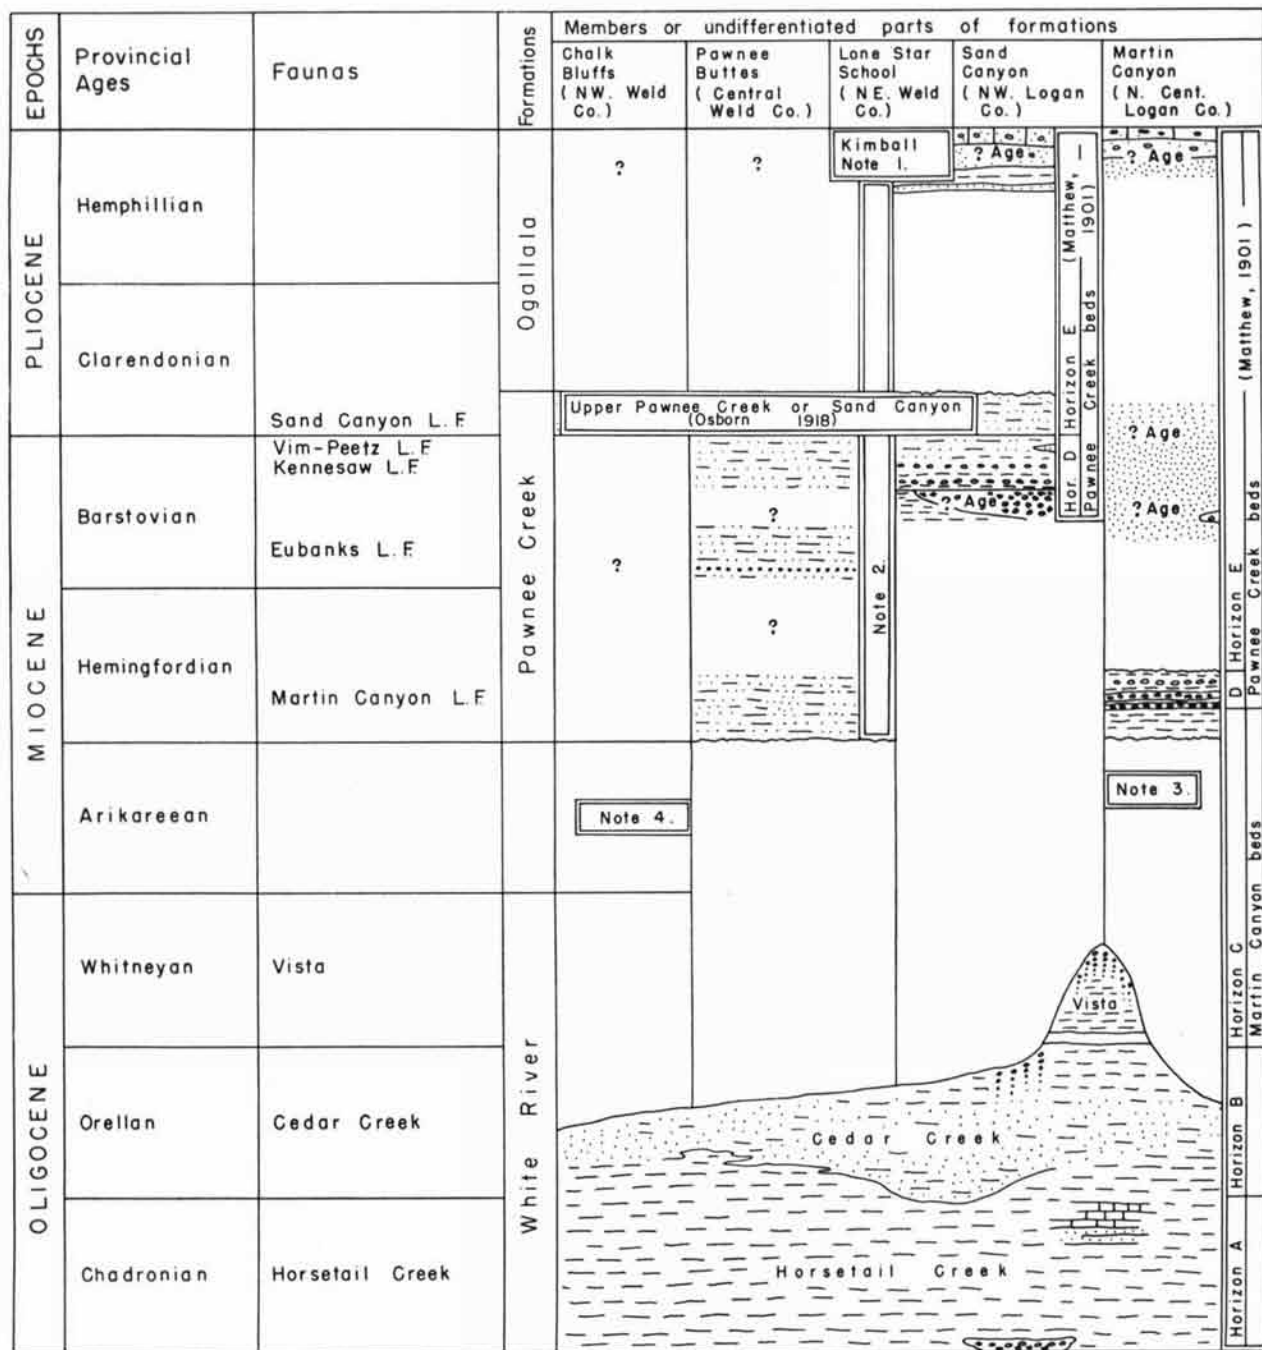 EPOCHS
Provincial
Ages
Faunas
Formations
Members or undifferentiated parts of formations
Chalk
Bluffs
( NW. Weld
Co.)
Pawnee
Buttes
( Central
Weld Co.)
Lone Star
School
( NE. Weld
Co.)
Sand
Canyon
( NW. Logan
Co.)
Martin
Canyon
( N. Cent.
Logan Co.)
PLIOCENE
Hemphillian
Clarendonian
Sand Canyon L.F.
Ogallala
?
?
Kimball
Note 1.
? Age
? Age
Upper Pawnee Creek or Sand Canyon
(Osborn 1918)
Hor. D
Horizon E
(Matthew, 1901)
Pawnee Creek beds
MIOCENE
Barstovian
Vim-Peetz L.F.
Kennesaw L.F.
Eubanks L.F.
Hemingfordian
Martin Canyon L.F.
Arikareean
Pawnee Creek
?
?
?
Note 2.
? Age
? Age
? Age
D
Horizon E
(Matthew, 1901)
Pawnee Creek beds
Note 4.
Note 3.
OLIGOCENE
Whitneyan
Vista
Orellan
Cedar Creek
Chadronian
Horsetail Creek
White River
Vista
Cedar Creek
Horsetail Creek
Horizon A
Horizon B
Horizon C
Martin Canyon beds